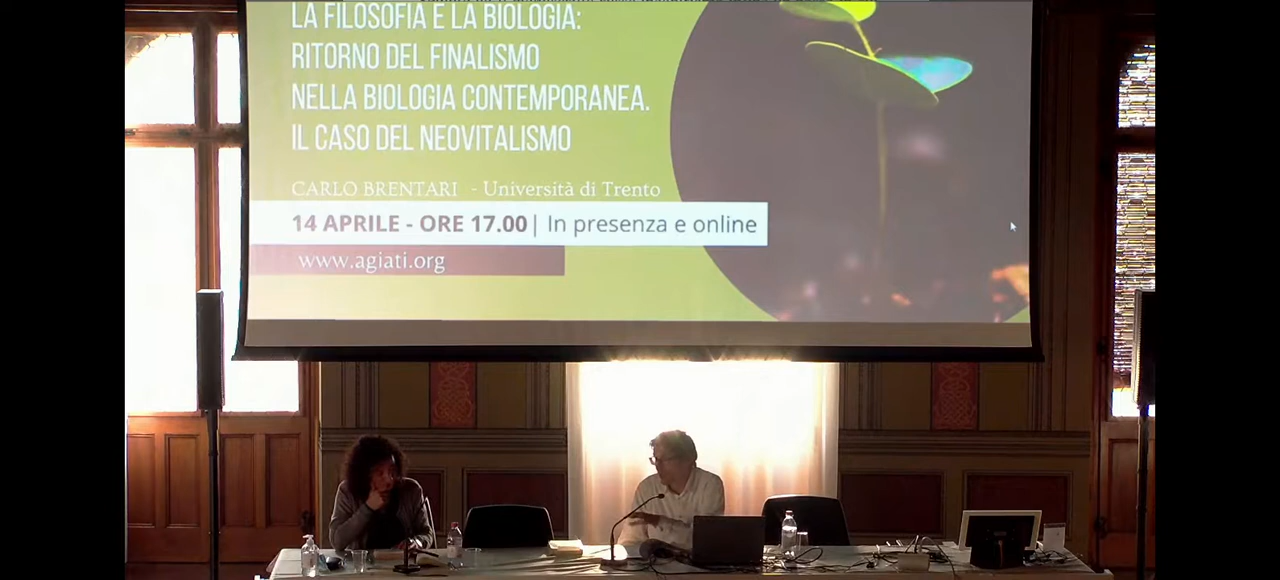 LA FILOSOFIA E LA BIOLOGIA:
RITORNO DEL FINALISMO
NELLA BIOLOGIA CONTEMPORANEA.
IL CASO DEL NEOVITALISMO
CARLO BRENTARI - Università di Trento
14 APRILE - ORE 17.00| In presenza e online
www.agiati.org